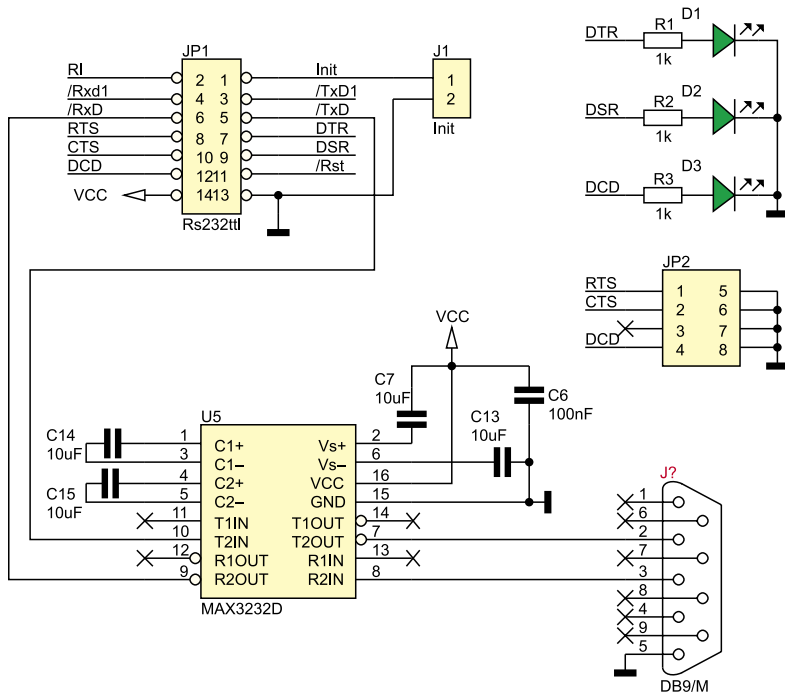 JP1
RI 2 1 Init
/Rxd1 4 3 /TxD1
/RxD 6 5 /TxD
RTS 8 7 DTR
CTS 10 9 DSR
DCD 12 11 /Rst
VCC 14 13
Rs232ttl
J1
1
2
Init
DTR R1 1k D1
DSR R2 1k D2
DCD R3 1k D3
JP2
RTS 1 5
CTS 2 6
3 7
DCD 4 8
VCC
C7
10uF
C6
100nF
C13
10uF
C14
10uF
C15
10uF
U5
1 C1+ Vs+ 2
3 C1– Vs– 6
4 C2+ VCC 16
5 C2– GND 15
11 T1IN T1OUT 14
10 T2IN T2OUT 7
12 R1OUT R1IN 13
9 R2OUT R2IN 8
MAX3232D
J?
1
6
2
7
3
8
4
9
5
DB9/M